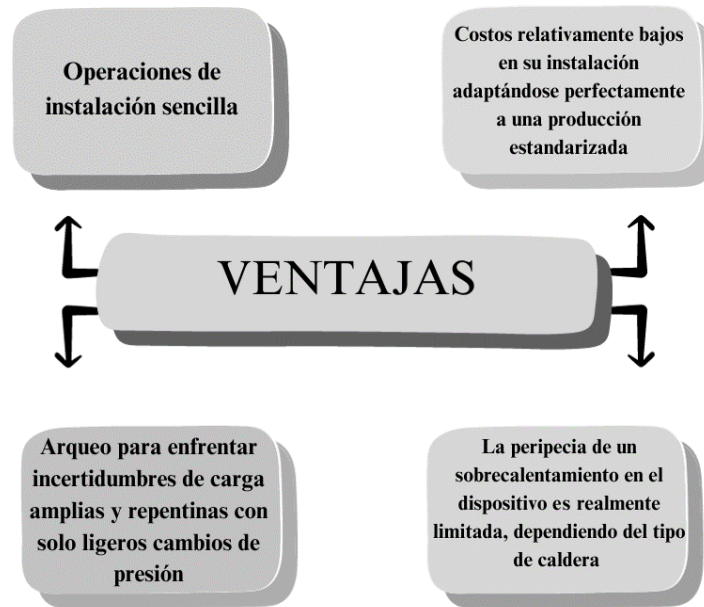 Operaciones de
instalación sencilla
Costos relativamente bajos
en su instalación
adaptándose perfectamente
a una producción
estandarizada
VENTAJAS
Arqueo para enfrentar
incertidumbres de carga
amplias y repentinas con
solo ligeros cambios de
presión
La peripecia de un
sobrecalentamiento en el
dispositivo es realmente
limitada, dependiendo del tipo
de caldera